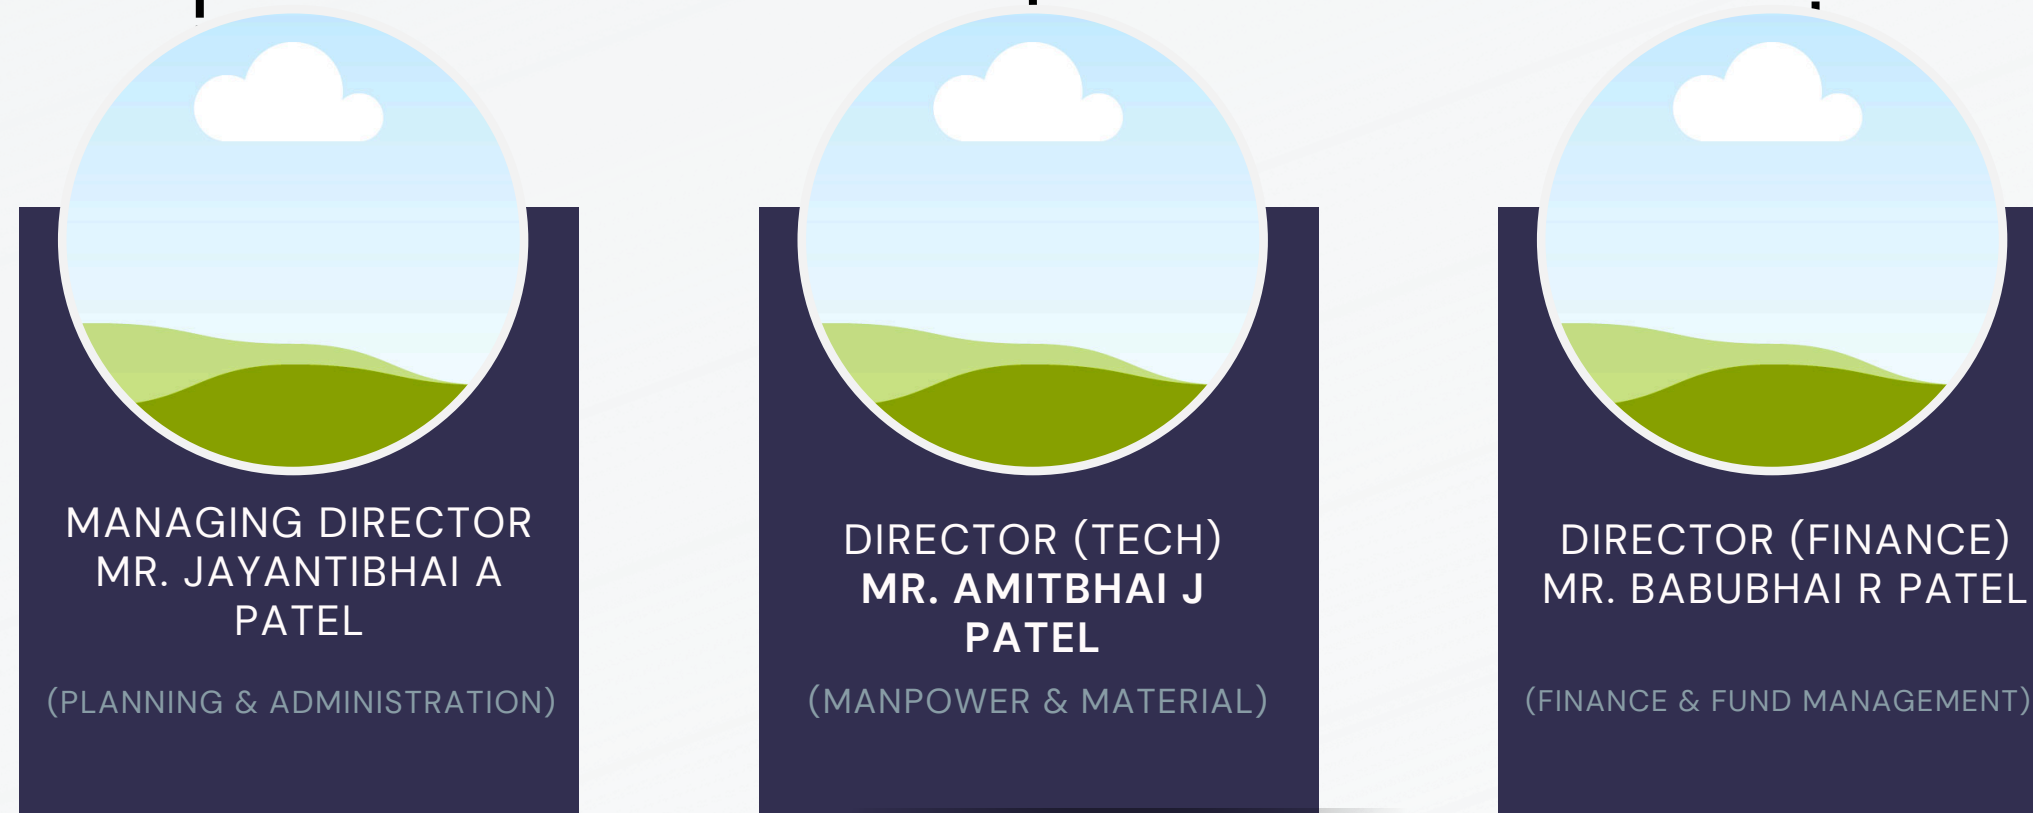 MANAGING DIRECTOR
MR. JAYANTIBHAI A
PATEL
(PLANNING & ADMINISTRATION)
DIRECTOR (TECH)
MR. AMITBHAI J
PATEL
(MANPOWER & MATERIAL)
DIRECTOR (FINANCE)
MR. BABUBHAI R PATEL
(FINANCE & FUND MANAGEMENT)